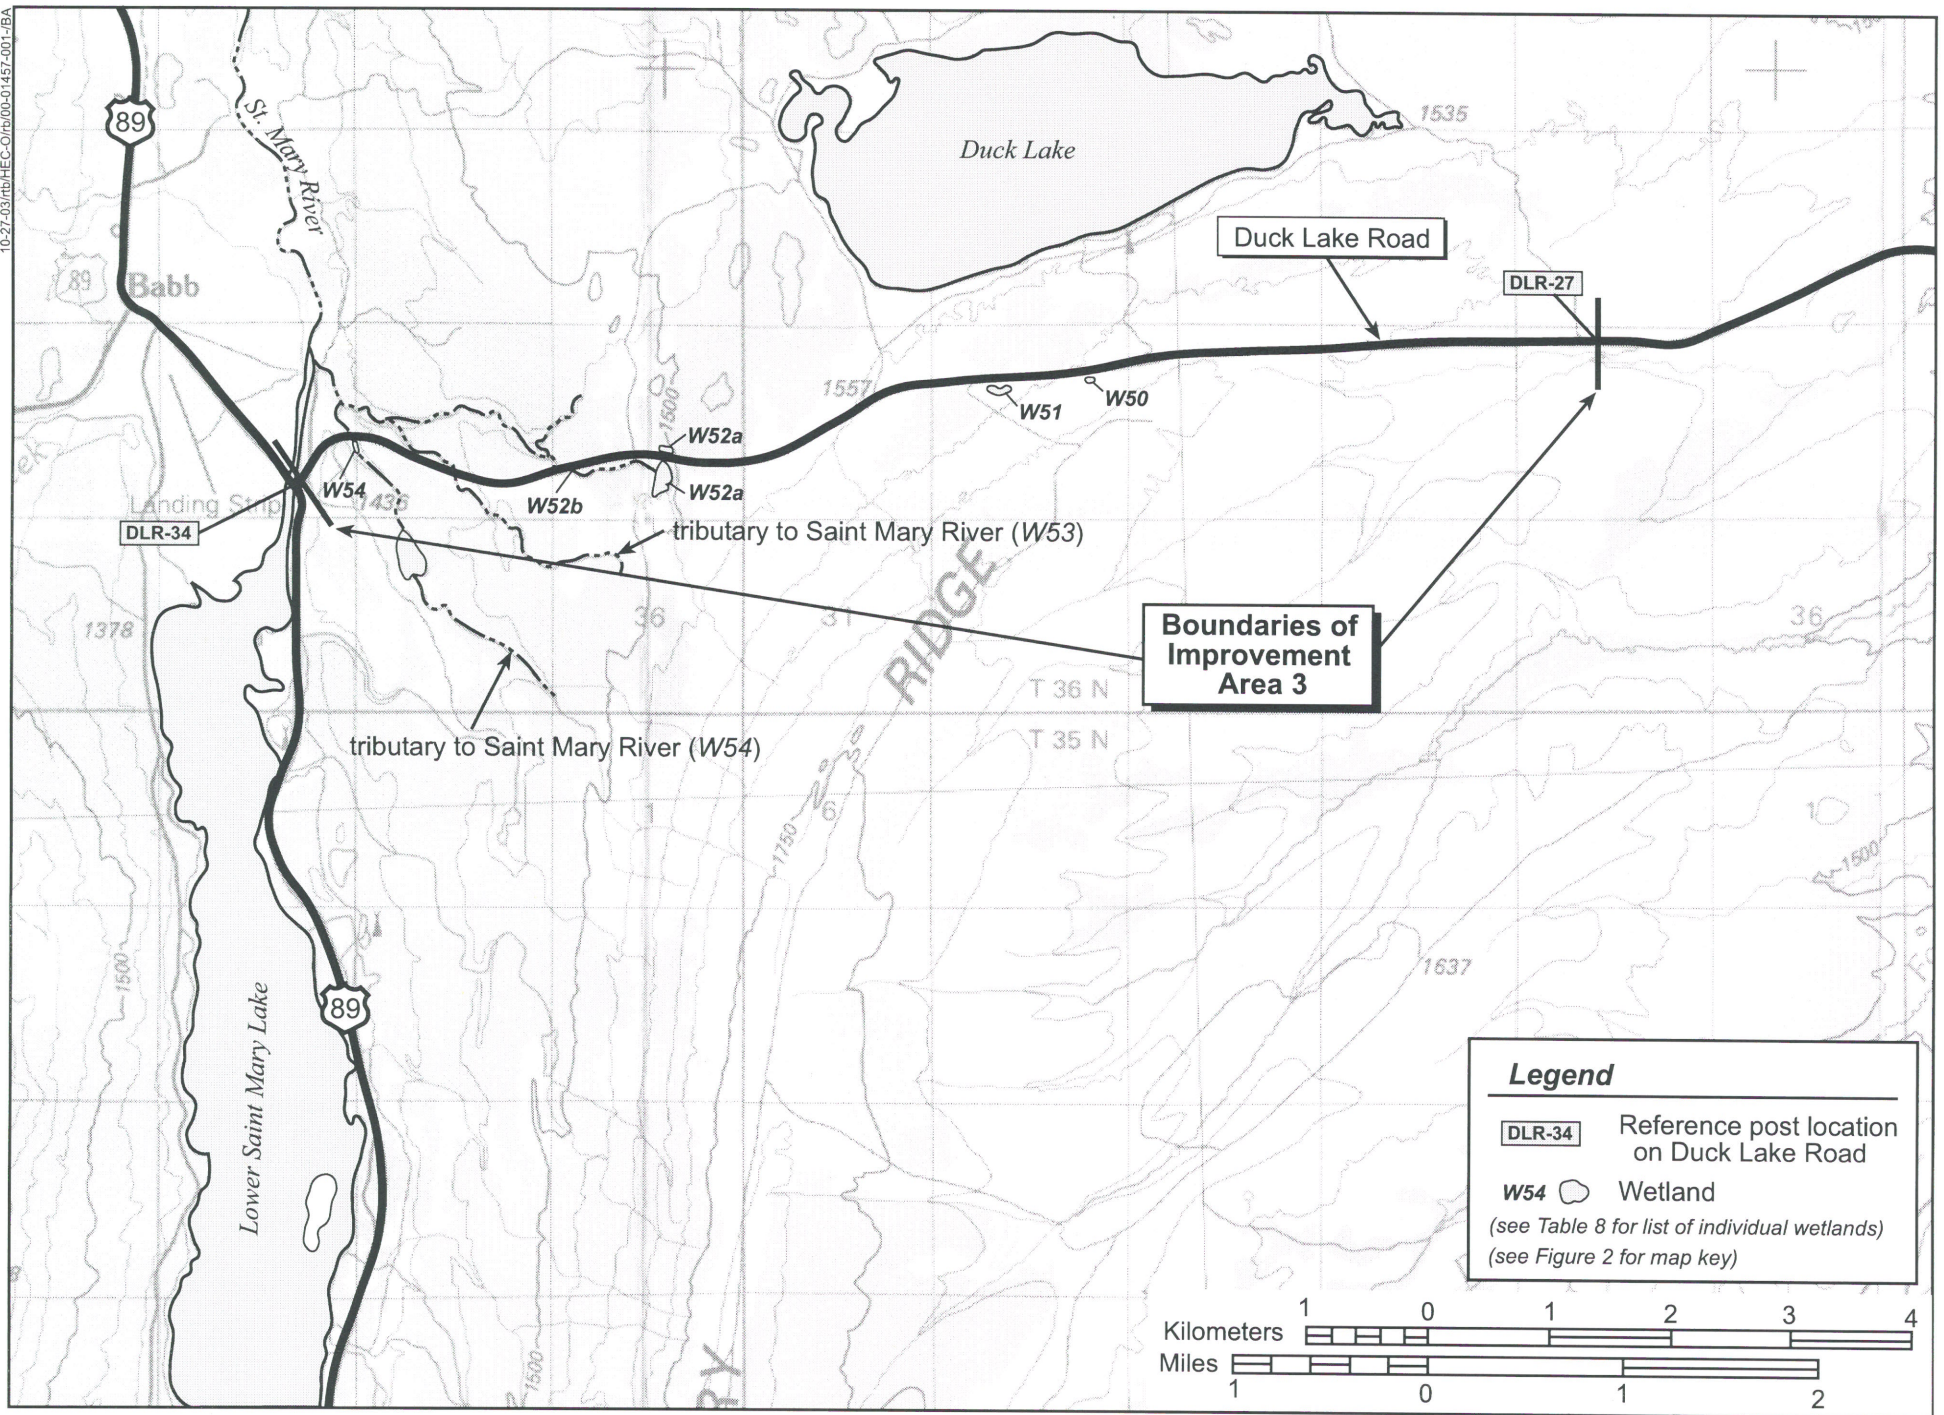 10-27-03/rtb/HEC-O/rb/00-01457-001-/BA
89
St. Mary River
Duck Lake
1535
Duck Lake Road
DLR-27
89
Babb
1557
1500
W51
W50
W52a
W54
W52b
W52a
1436
Landing Strip
DLR-34
tributary to Saint Mary River (W53)
1378
36
31
RIDGE
36
Boundaries of
Improvement
Area 3
T 36 N
T 35 N
tributary to Saint Mary River (W54)
1
6
1
1750
1500
1500
1637
89
Lower Saint Mary Lake
1500
Legend
DLR-34
Reference post location
on Duck Lake Road
W54
Wetland
(see Table 8 for list of individual wetlands)
(see Figure 2 for map key)
Kilometers
1 0 1 2 3 4
Miles
1 0 1 2